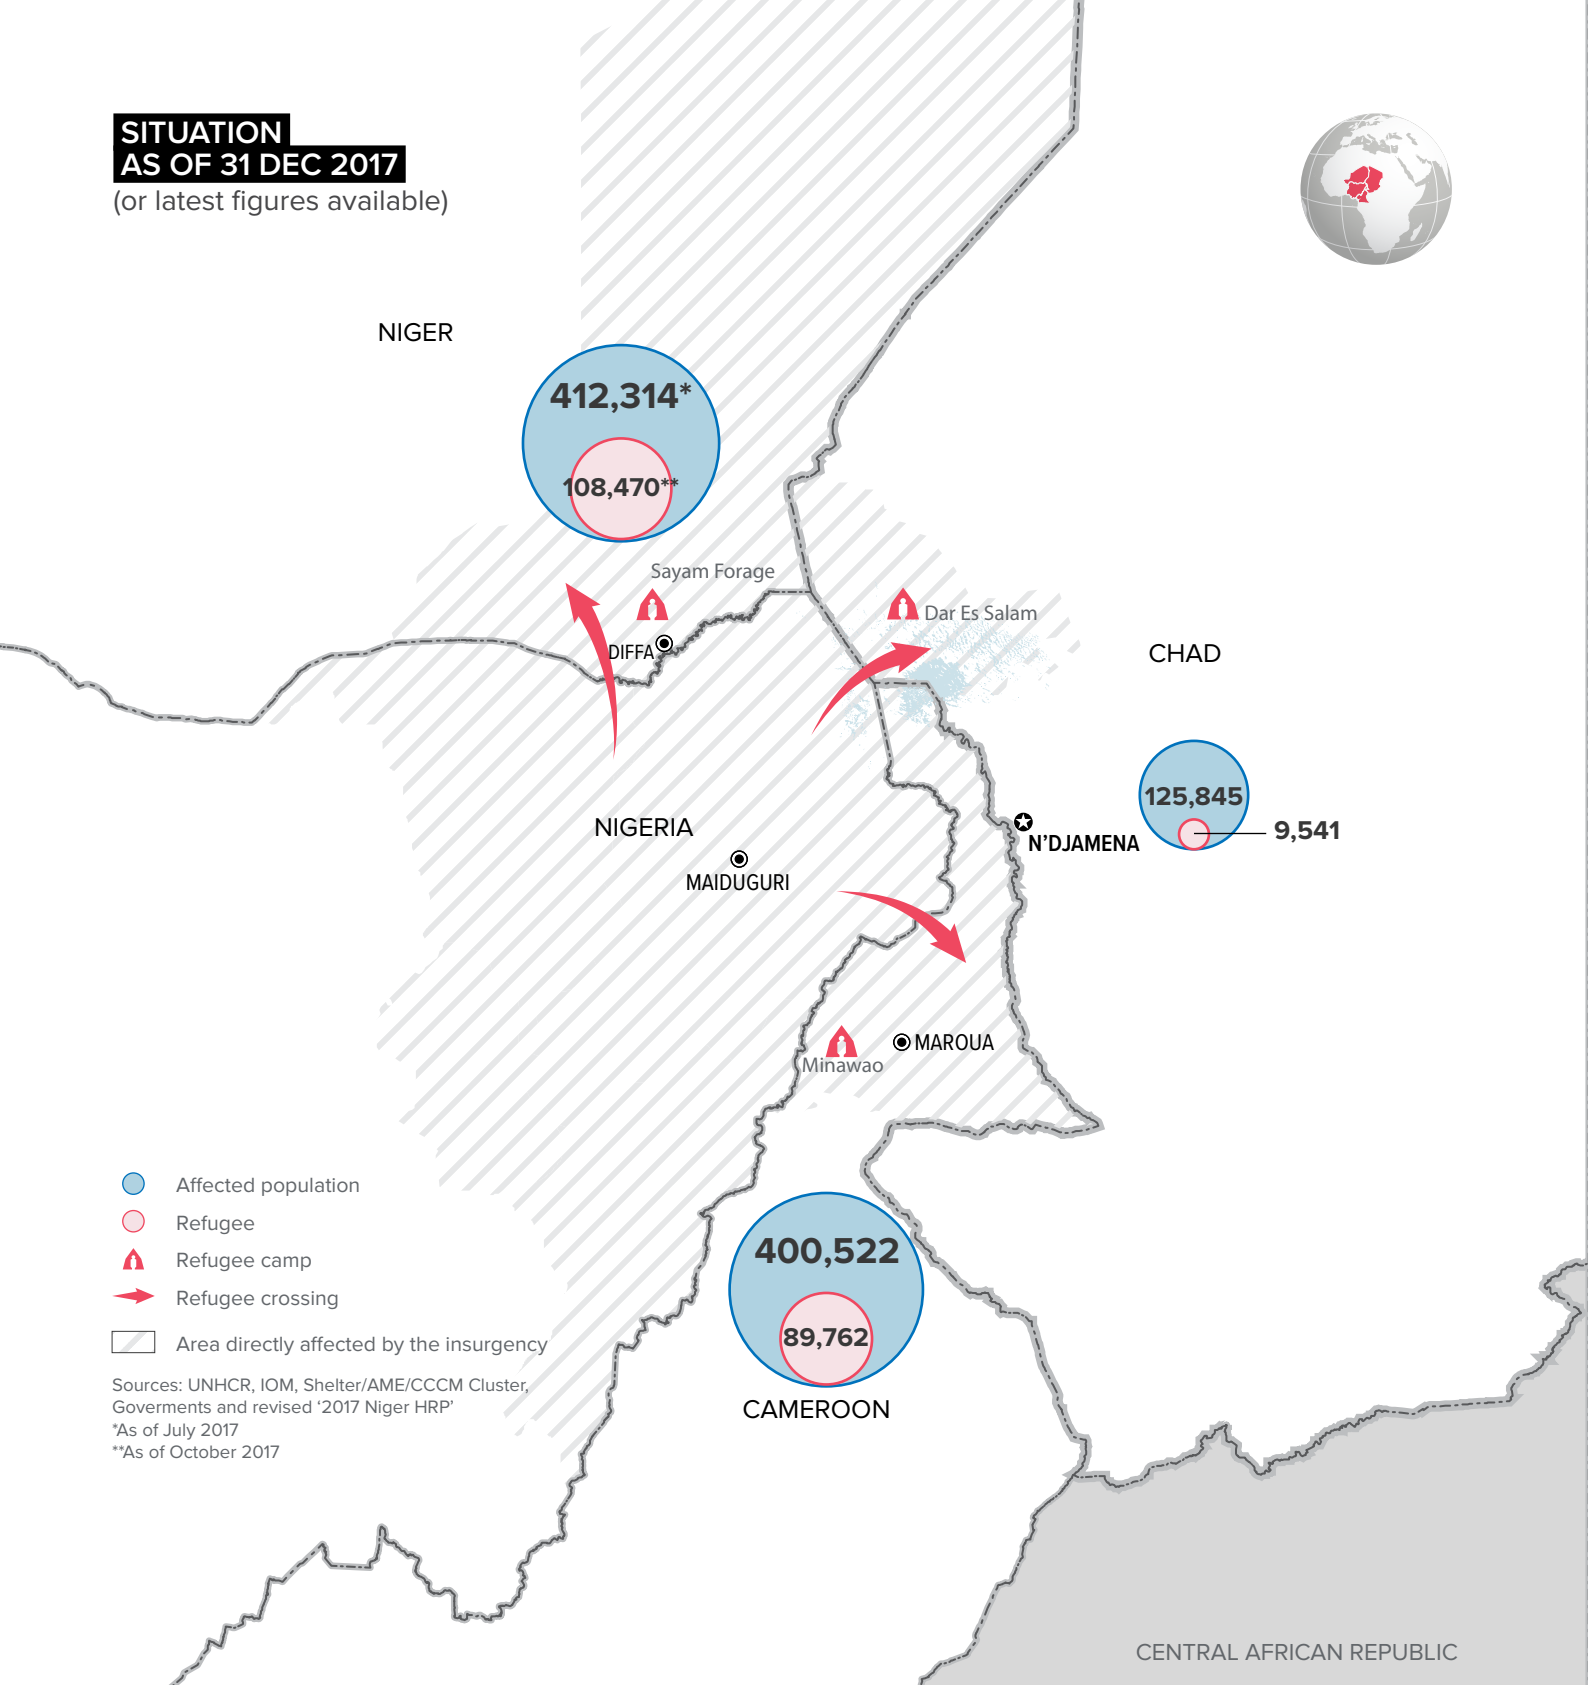 SITUATION
AS OF 31 DEC 2017
(or latest figures available)
NIGER
412,314*
108,470**
Sayam Forage
Dar Es Salam
DIFFA
CHAD
125,845
9,541
NIGERIA
N'DJAMENA
MAIDUGURI
MAROUA
Minawao
Affected population
Refugee
Refugee camp
Refugee crossing
Area directly affected by the insurgency
Sources: UNHCR, IOM, Shelter/AME/CCCM Cluster,
Goverments and revised ‘2017 Niger HRP’
*As of July 2017
**As of October 2017
400,522
89,762
CAMEROON
CENTRAL AFRICAN REPUBLIC